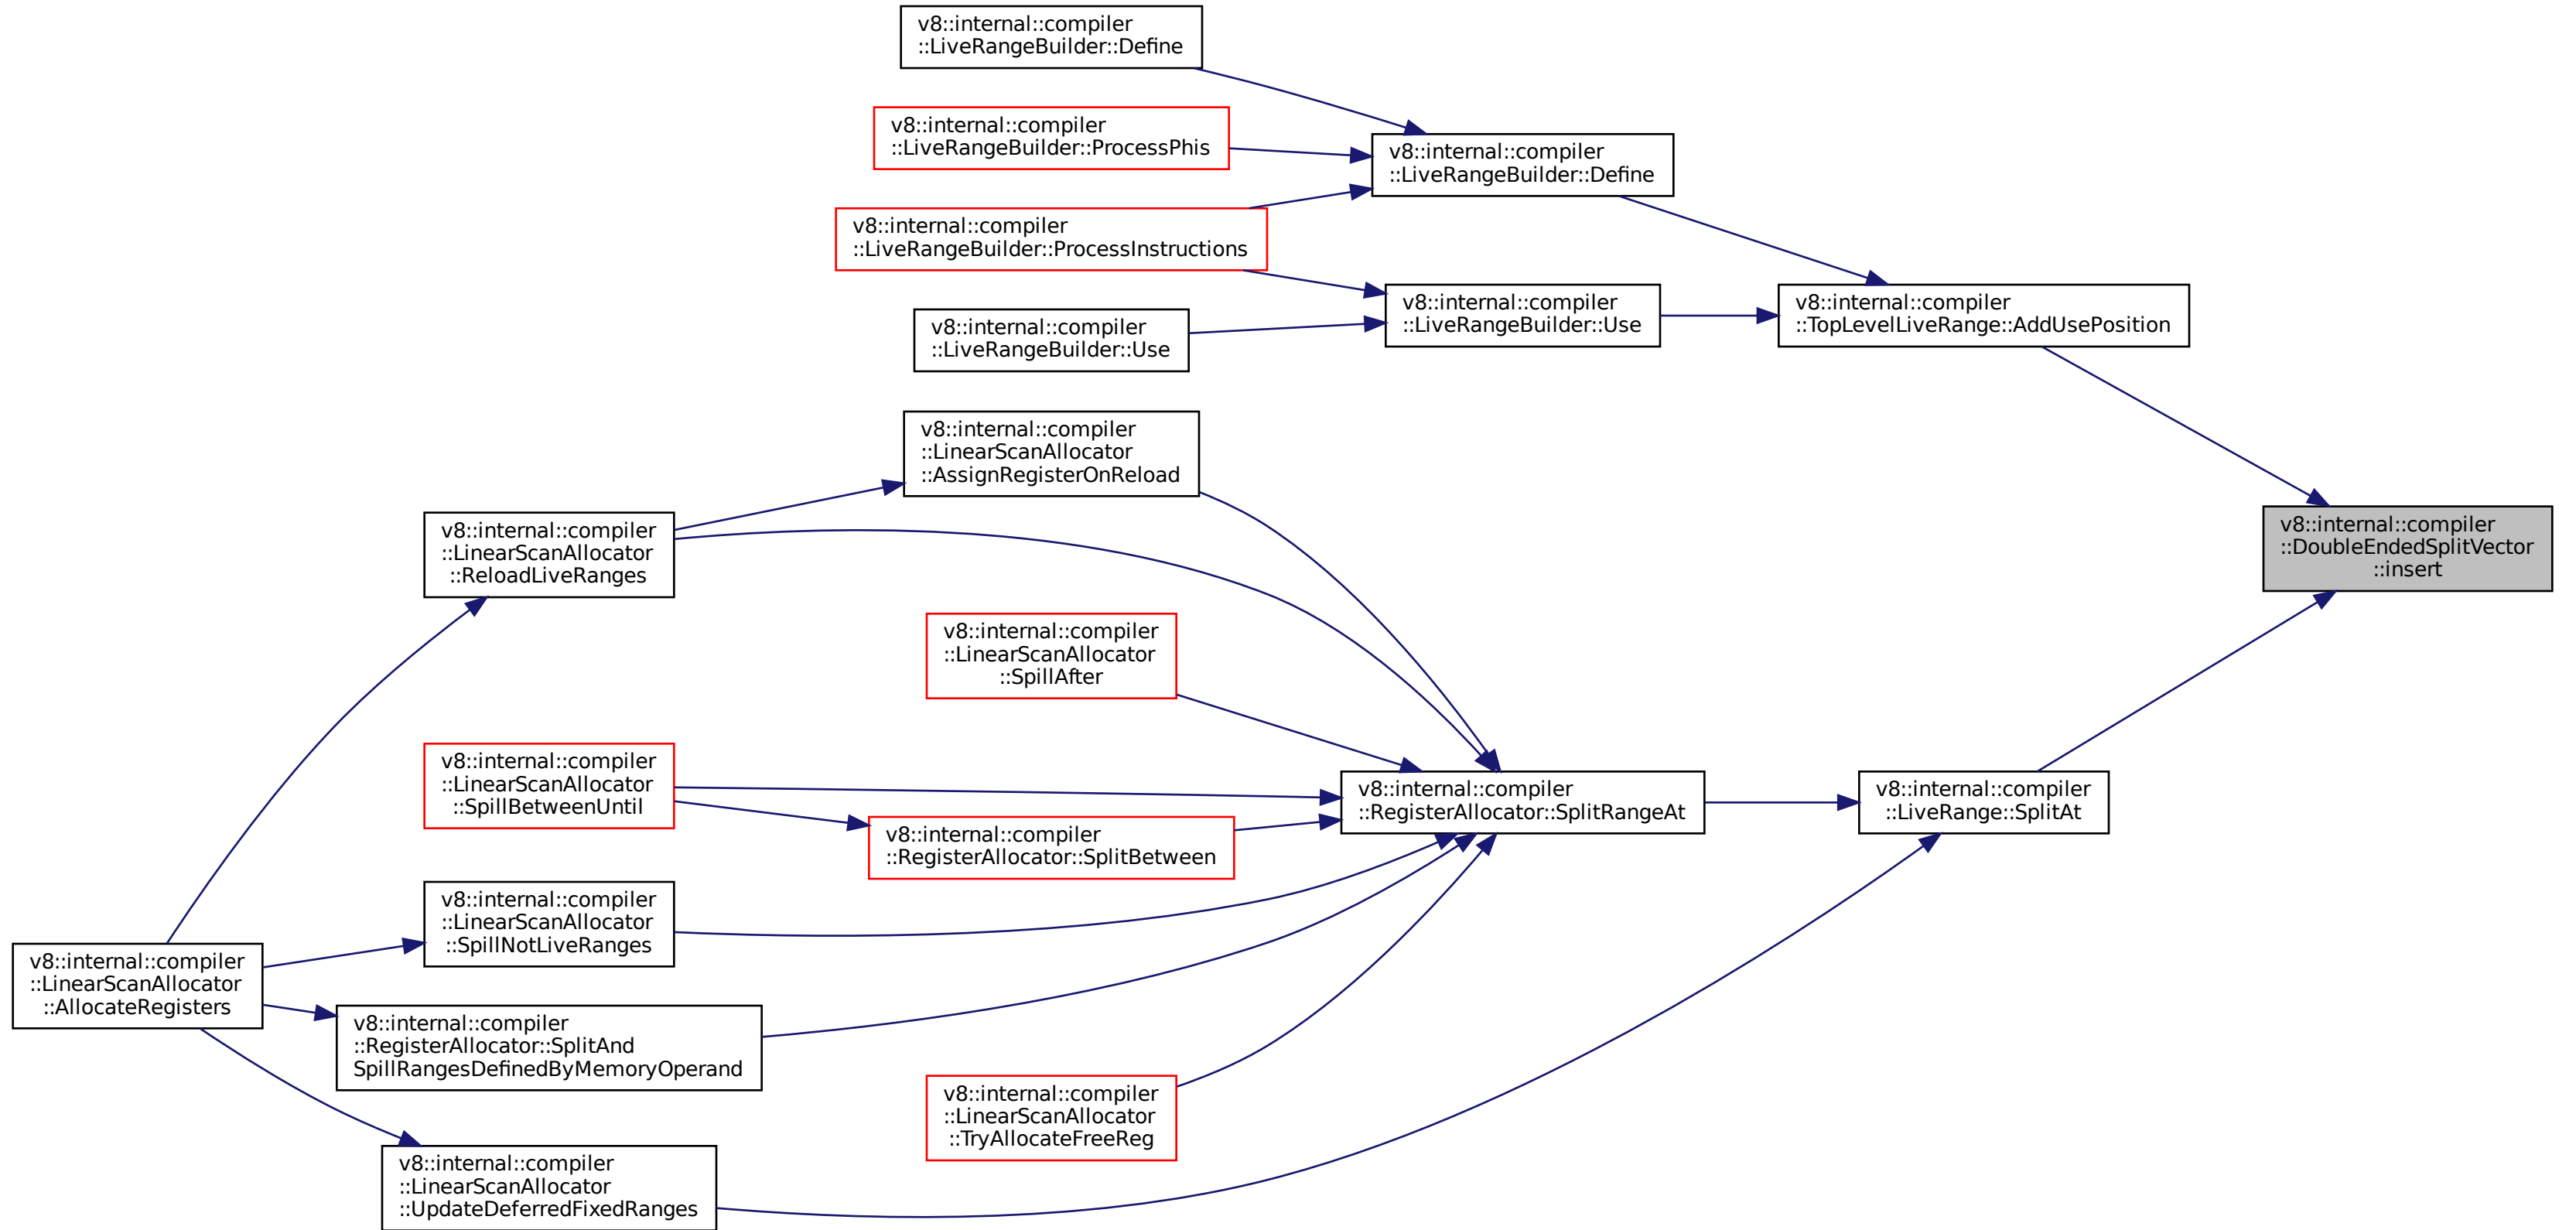 v8::internal::compiler
::LiveRangeBuilder::Define
v8::internal::compiler
::LiveRangeBuilder::ProcessPhis
v8::internal::compiler
::LiveRangeBuilder::Define
v8::internal::compiler
::LiveRangeBuilder::ProcessInstructions
v8::internal::compiler
::LiveRangeBuilder::Use
v8::internal::compiler
::TopLevelLiveRange::AddUsePosition
v8::internal::compiler
::LiveRangeBuilder::Use
v8::internal::compiler
::LinearScanAllocator
::AssignRegisterOnReload
v8::internal::compiler
::LinearScanAllocator
::ReloadLiveRanges
v8::internal::compiler
::DoubleEndedSplitVector
::insert
v8::internal::compiler
::LinearScanAllocator
::SpillAfter
v8::internal::compiler
::LinearScanAllocator
::SpillBetweenUntil
v8::internal::compiler
::RegisterAllocator::SplitRangeAt
v8::internal::compiler
::LiveRange::SplitAt
v8::internal::compiler
::RegisterAllocator::SplitBetween
v8::internal::compiler
::LinearScanAllocator
::SpillNotLiveRanges
v8::internal::compiler
::LinearScanAllocator
::AllocateRegisters
v8::internal::compiler
::RegisterAllocator::SplitAnd
SpillRangesDefinedByMemoryOperand
v8::internal::compiler
::LinearScanAllocator
::TryAllocateFreeReg
v8::internal::compiler
::LinearScanAllocator
::UpdateDeferredFixedRanges